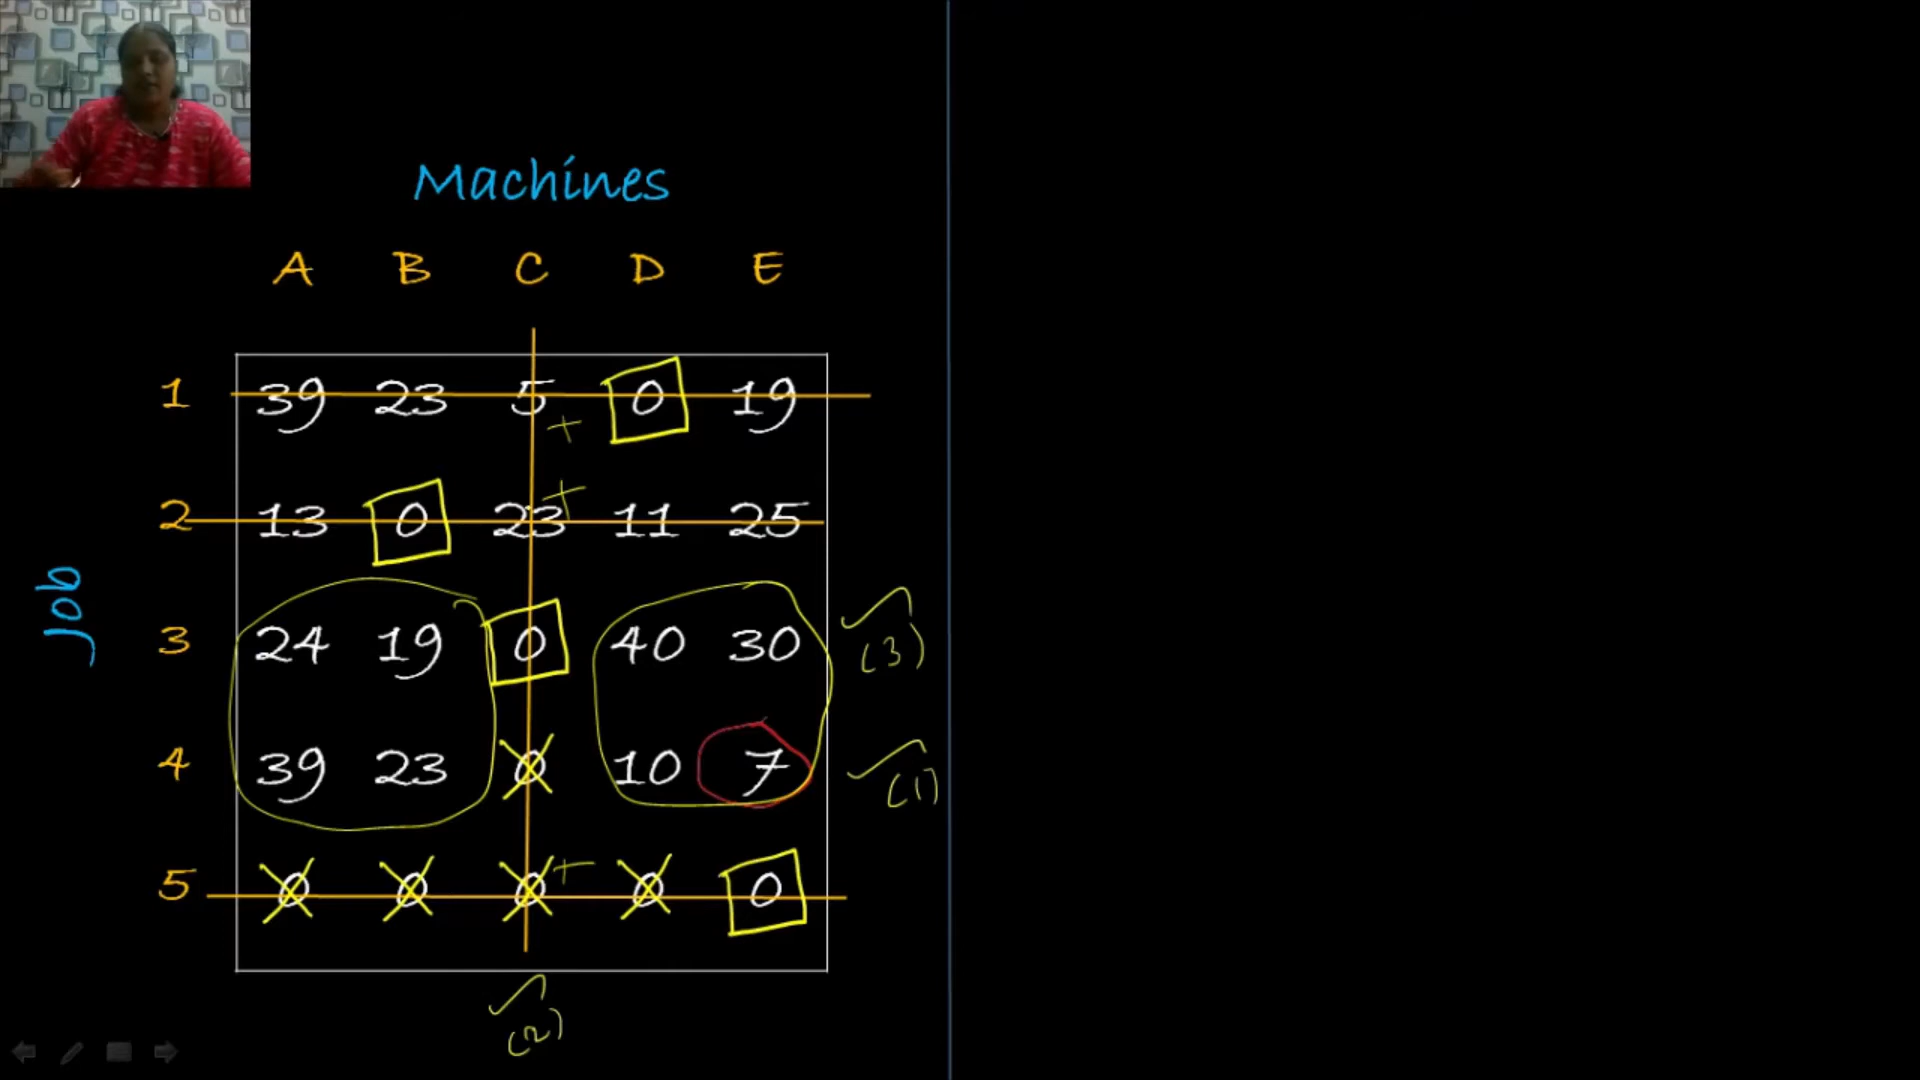 Machines
A B C D E
1 39 23 5 0 19
+
+
2 13 0 23 11 25
Job
3 24 19 0 40 30
(3)
4 39 23 0 10 7
(1)
5 0 0 0 + 0 0
(2)